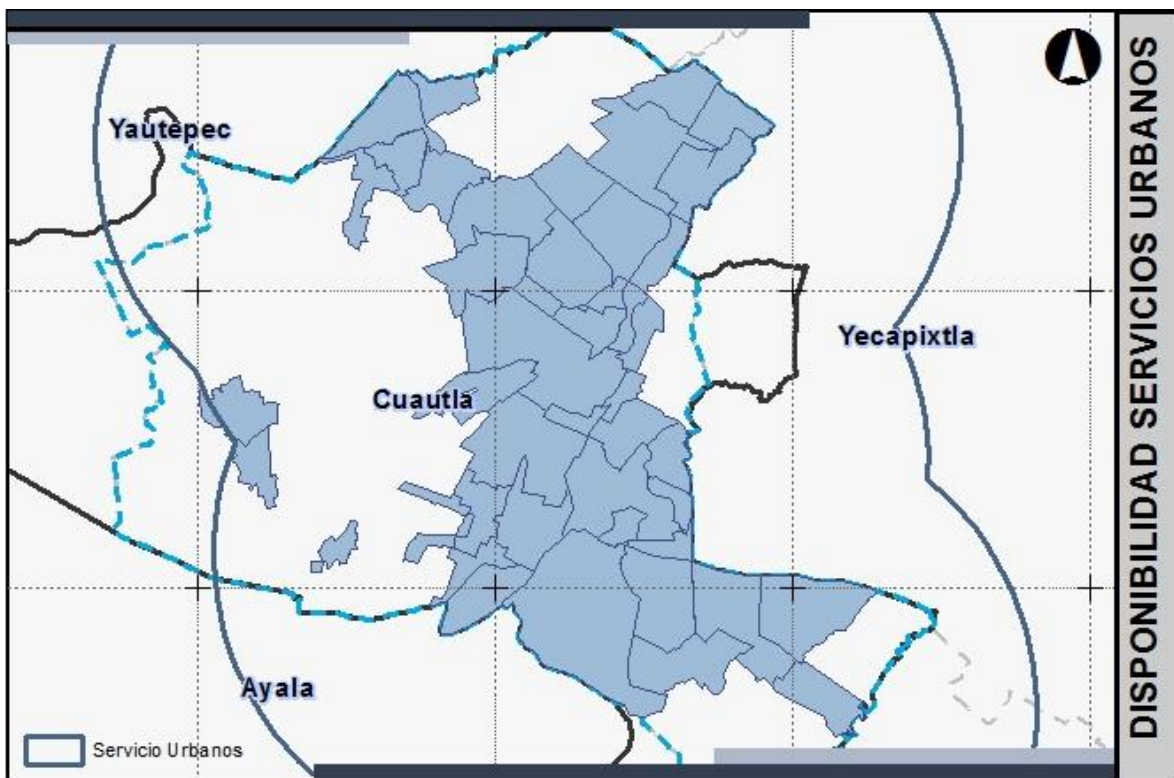 Yautepec
Yecapixtla
Cuautla
Ayala
Servicio Urbanos
DISPONIBILIDAD SERVICIOS URBANOS